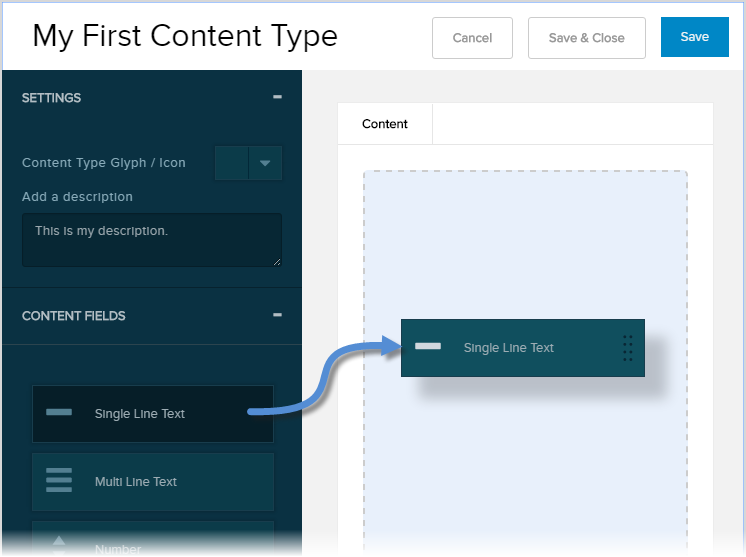 My First Content Type
Cancel
Save & Close
Save
SETTINGS
Content Type Glyph / Icon
Add a description
This is my description.
CONTENT FIELDS
Single Line Text
Multi Line Text
Number
Content
Single Line Text